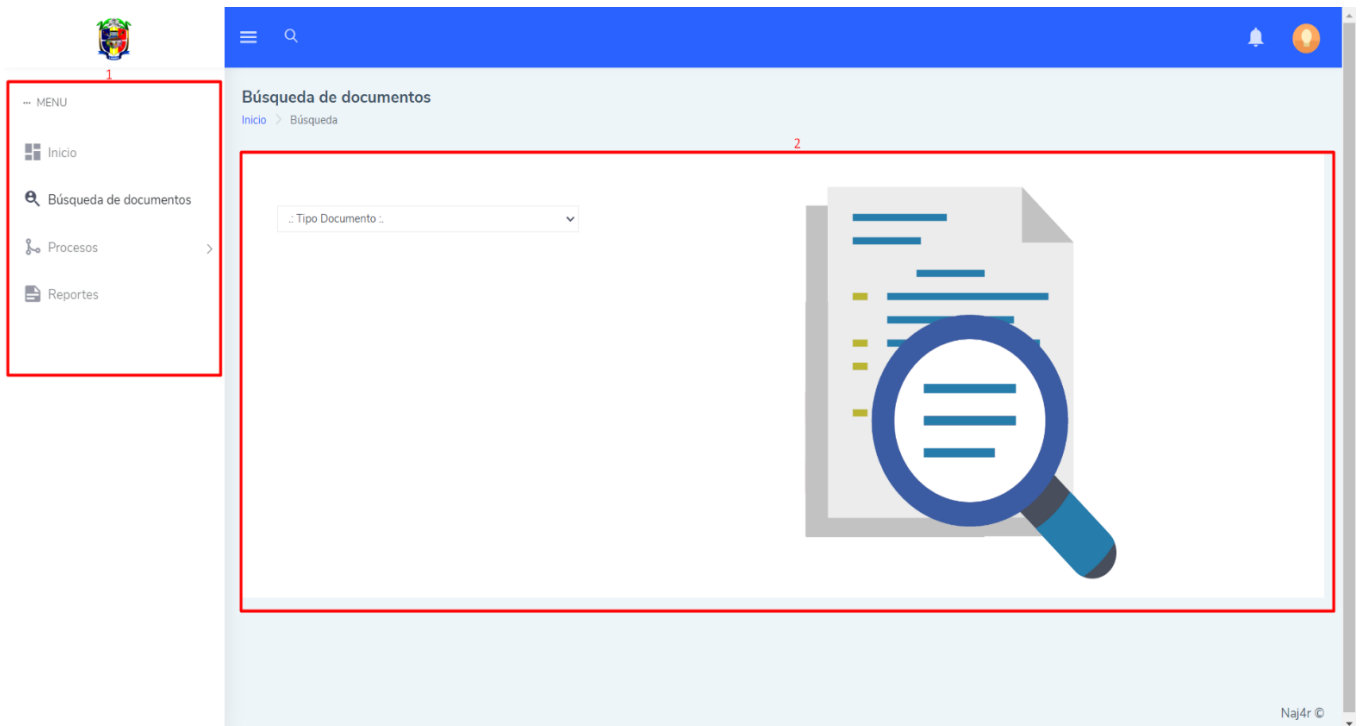 1
··· MENU
Inicio
Búsqueda de documentos
Procesos
Reportes
Búsqueda de documentos
Inicio > Búsqueda
2
.: Tipo Documento :.
Naj4r ©